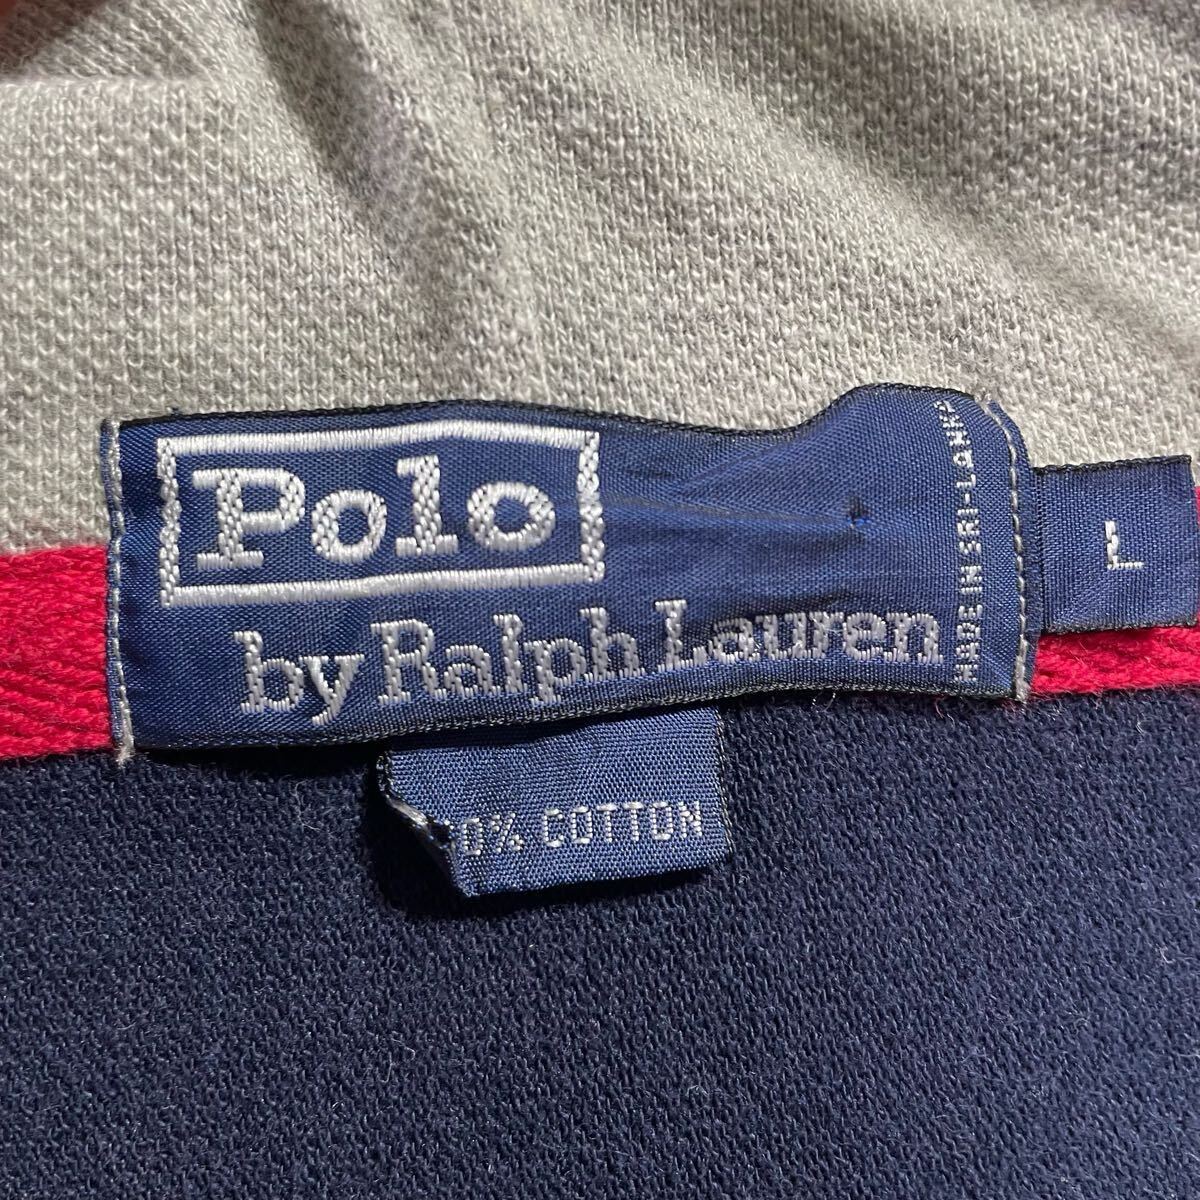 Polo
by Ralph Lauren
MADE IN SRI-LANKA
L
0% COTTON